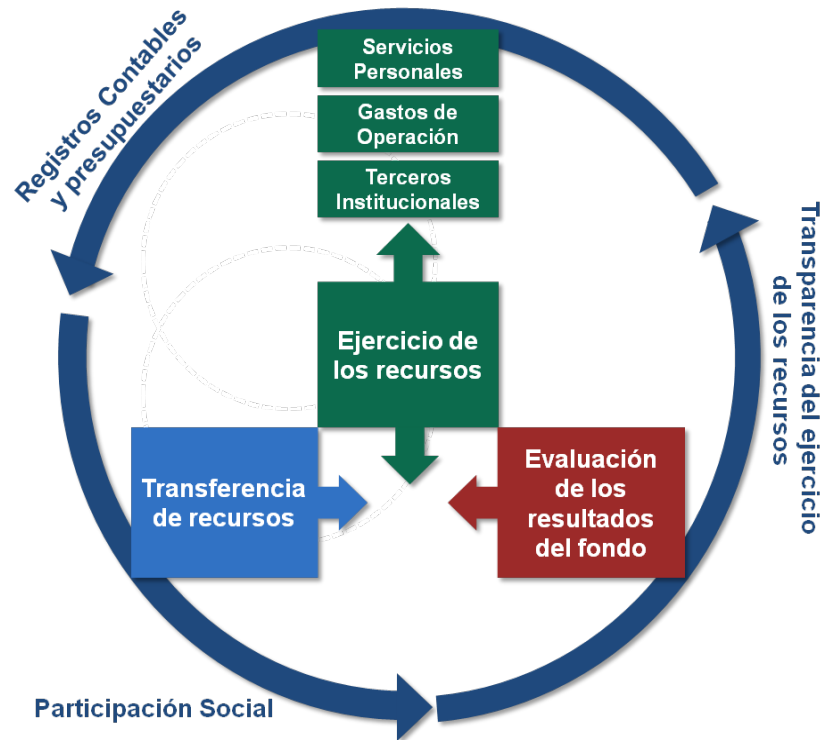 Servicios
Personales
Gastos de
Operación
Terceros
Institucionales
Registros Contables
y presupuestarios
Transparencia del ejercicio
de los recursos
Ejercicio de
los recursos
Transferencia
de recursos
Evaluación
de los
resultados
del fondo
Participación Social